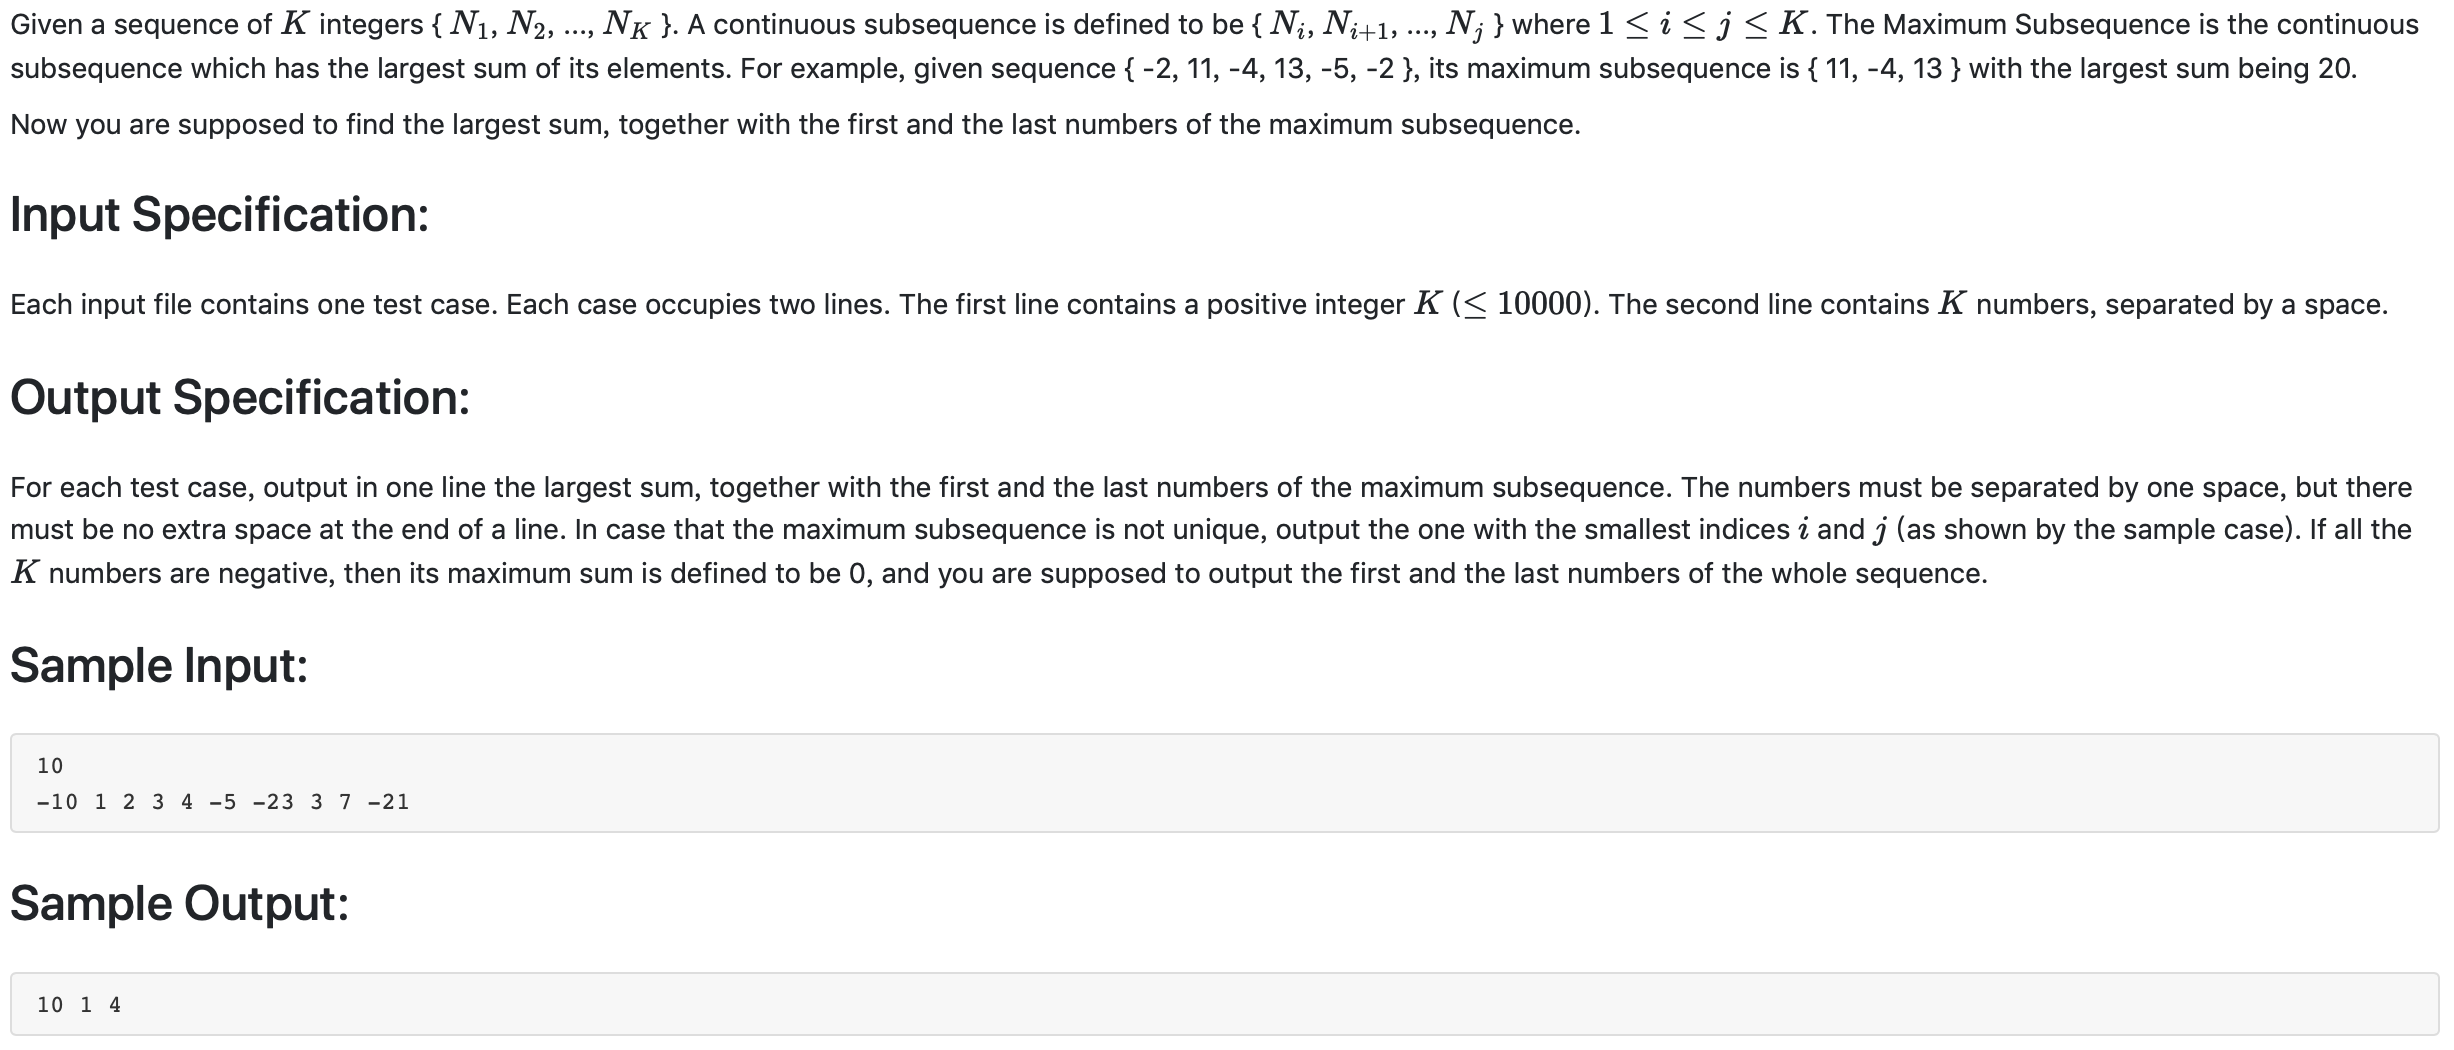 Given a sequence of K integers { N₁, N₂, ..., N_K }. A continuous subsequence is defined to be { N_i, N_{i+1}, ..., N_j } where 1 ≤ i ≤ j ≤ K. The Maximum Subsequence is the continuous
subsequence which has the largest sum of its elements. For example, given sequence { -2, 11, -4, 13, -5, -2 }, its maximum subsequence is { 11, -4, 13 } with the largest sum being 20.
Now you are supposed to find the largest sum, together with the first and the last numbers of the maximum subsequence.
Input Specification:
Each input file contains one test case. Each case occupies two lines. The first line contains a positive integer K (≤ 10000). The second line contains K numbers, separated by a space.
Output Specification:
For each test case, output in one line the largest sum, together with the first and the last numbers of the maximum subsequence. The numbers must be separated by one space, but there
must be no extra space at the end of a line. In case that the maximum subsequence is not unique, output the one with the smallest indices i and j (as shown by the sample case). If all the
K numbers are negative, then its maximum sum is defined to be 0, and you are supposed to output the first and the last numbers of the whole sequence.
Sample Input:
10
-10 1 2 3 4 -5 -23 3 7 -21
Sample Output:
10 1 4